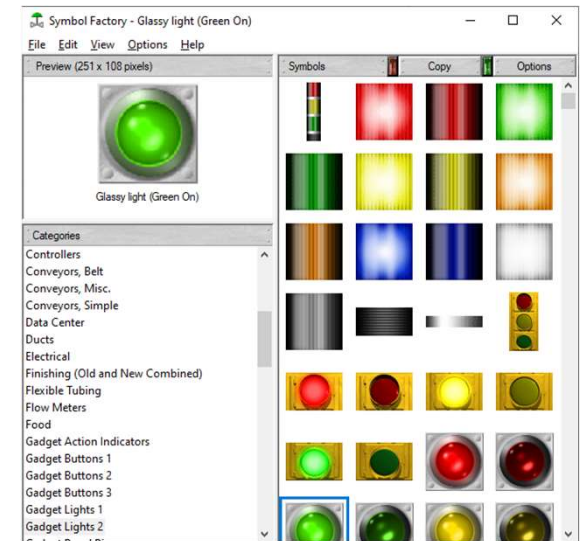 Symbol Factory - Glassy light (Green On)
File Edit View Options Help
Preview (251 x 108 pixels)
Glassy light (Green On)
Categories
Controllers
Conveyors, Belt
Conveyors, Misc.
Conveyors, Simple
Data Center
Ducts
Electrical
Finishing (Old and New Combined)
Flexible Tubing
Flow Meters
Food
Gadget Action Indicators
Gadget Buttons 1
Gadget Buttons 2
Gadget Buttons 3
Gadget Lights 1
Gadget Lights 2
Symbols Copy Options